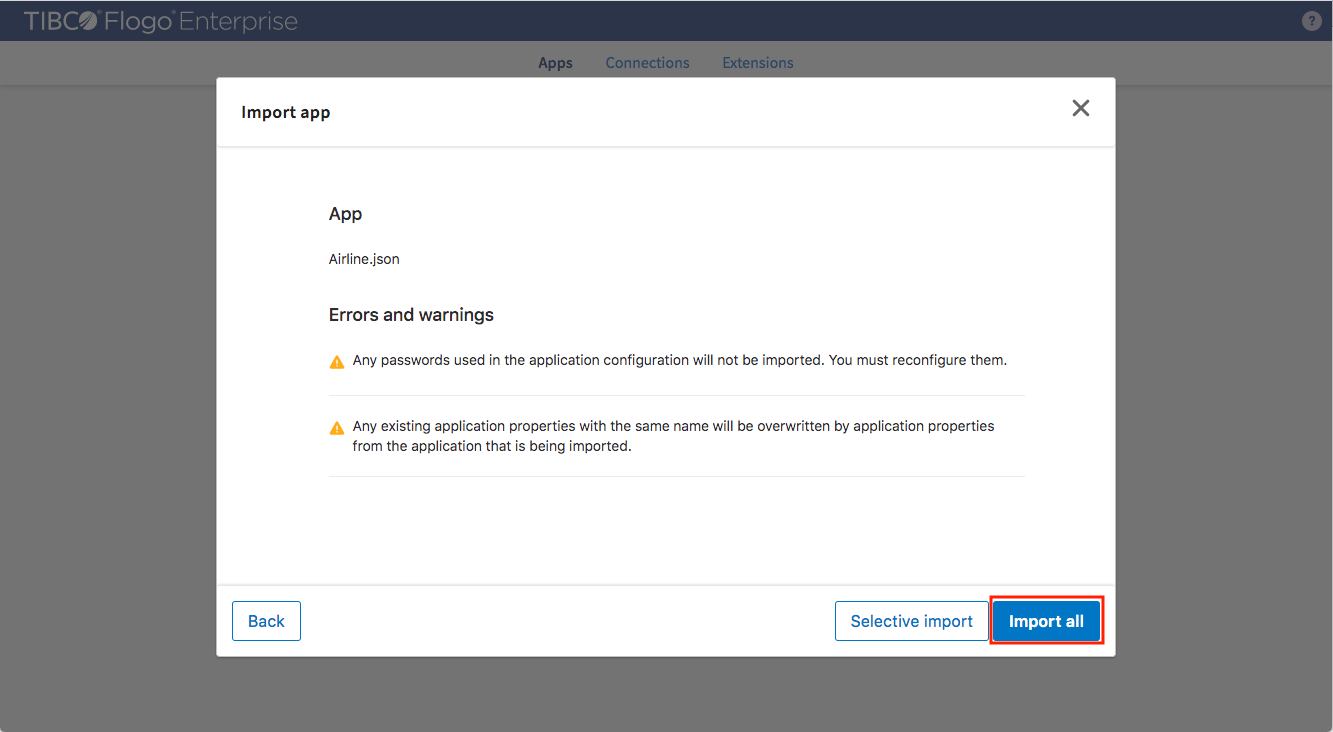 TIBCO® Flogo® Enterprise
?
Apps Connections Extensions
Import app
App
Airline.json
Errors and warnings
Any passwords used in the application configuration will not be imported. You must reconfigure them.
Any existing application properties with the same name will be overwritten by application properties
from the application that is being imported.
Back Selective import Import all